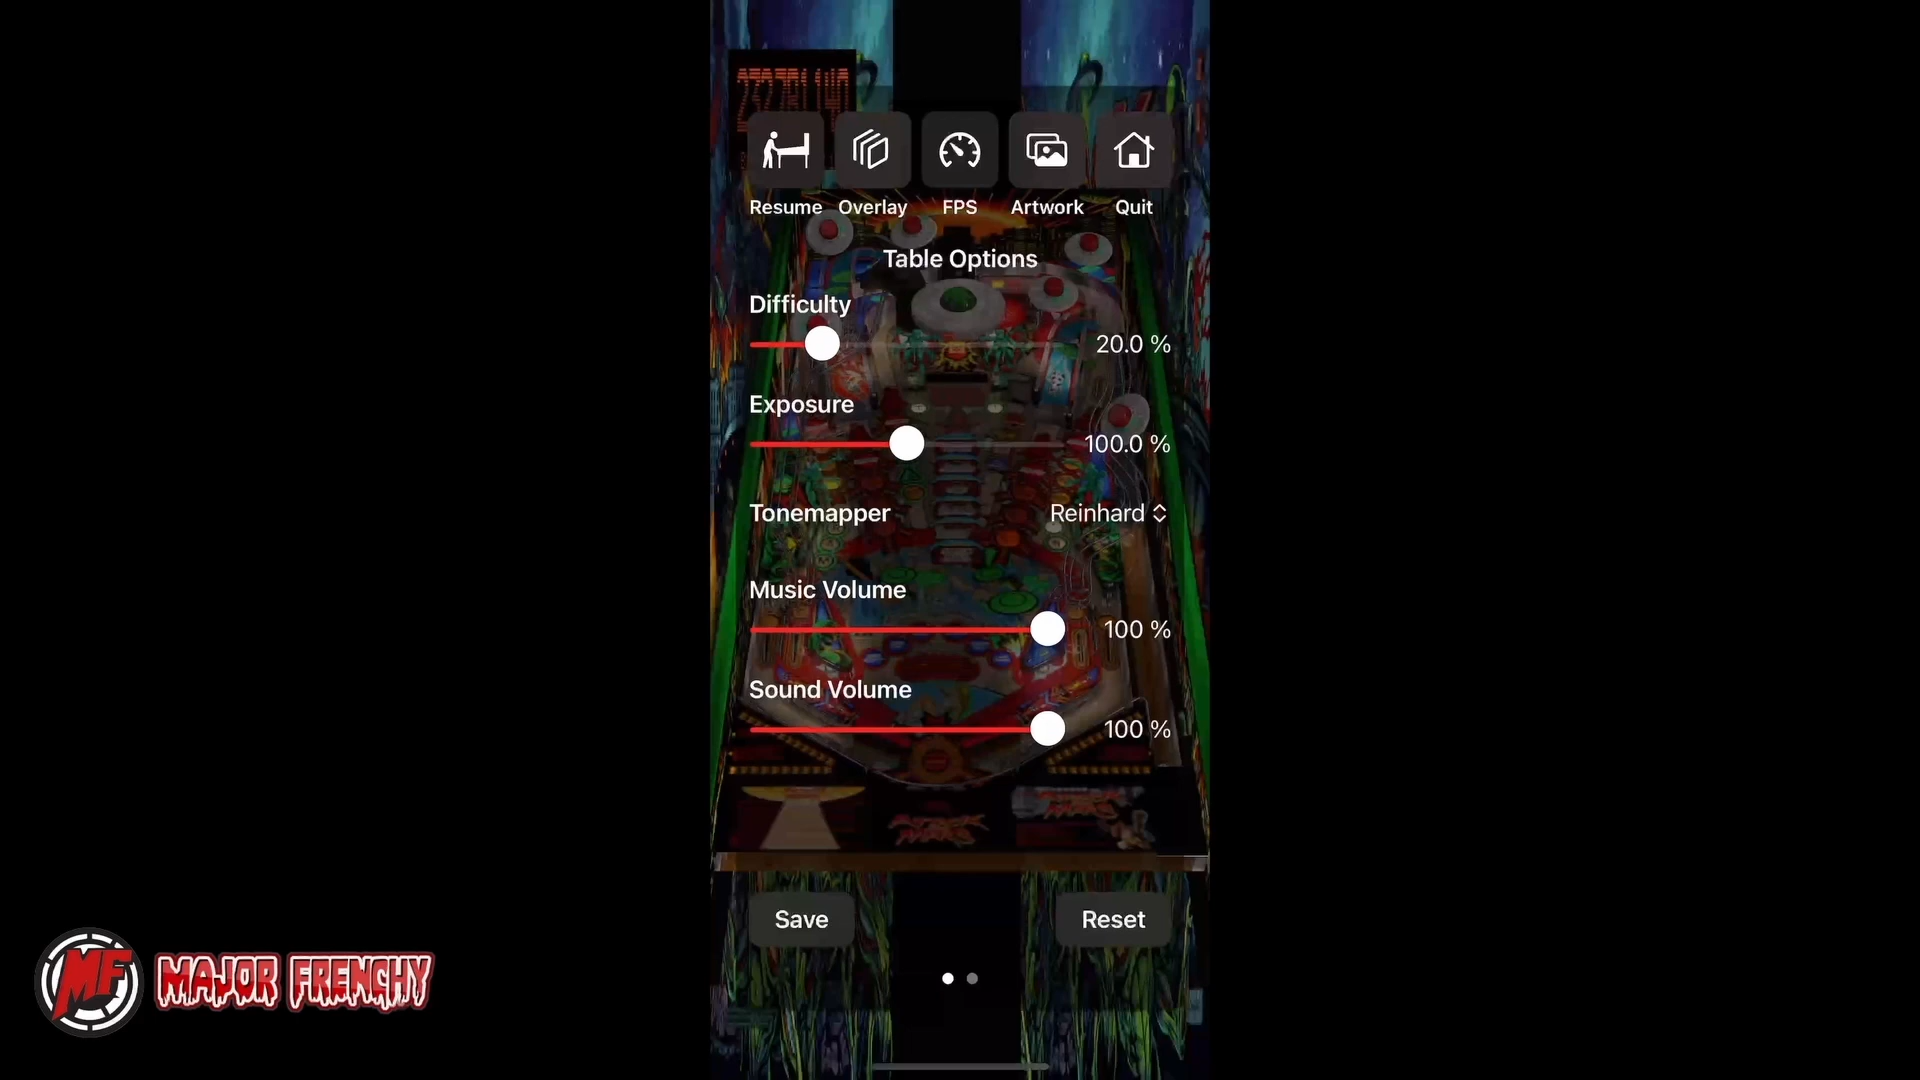 Resume Overlay FPS Artwork Quit
Table Options
Difficulty
20.0 %
Exposure
100.0 %
Tonemapper Reinhard
Music Volume
100 %
Sound Volume
100 %
Save Reset
MF MAJOR FRENCHY